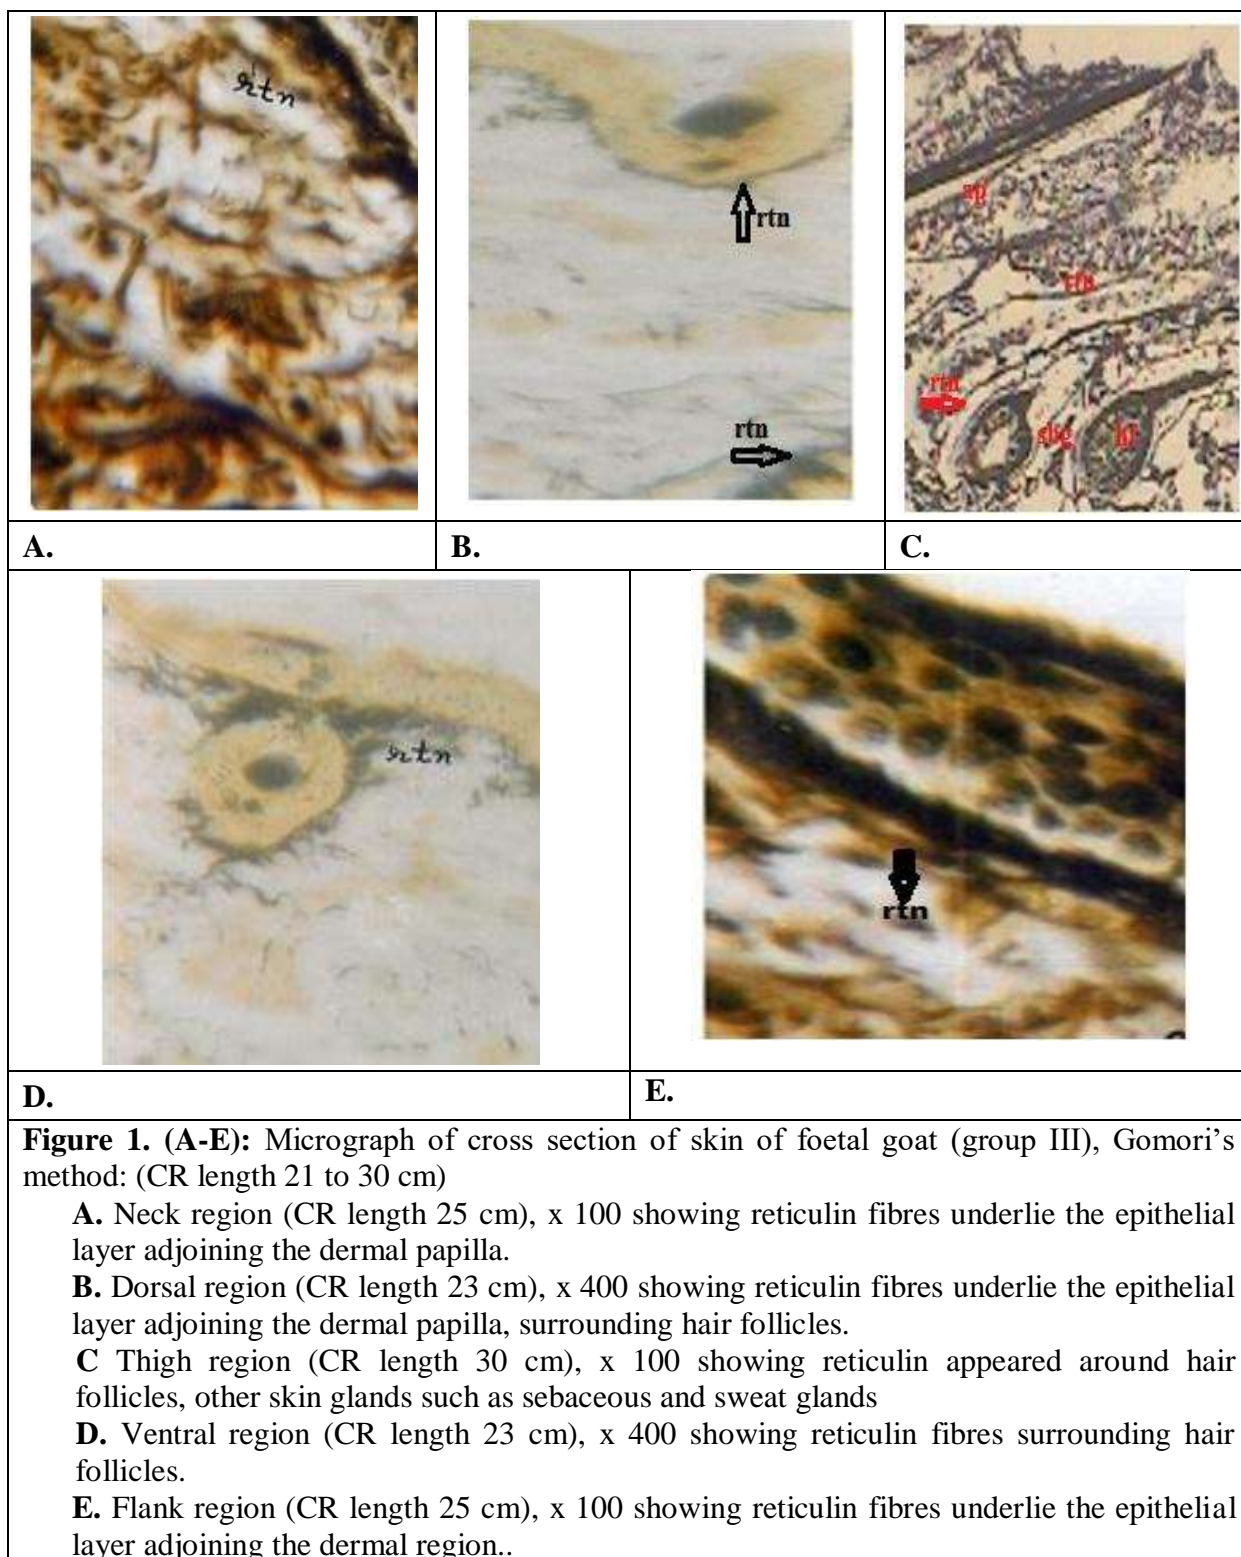 rtn
rtn
rtn
sp
rtn
rtn
sbg
hf
A.
B.
C.
rtn
rtn
D.
E.
Figure 1. (A-E): Micrograph of cross section of skin of foetal goat (group III), Gomori’s
method: (CR length 21 to 30 cm)
A. Neck region (CR length 25 cm), x 100 showing reticulin fibres underlie the epithelial
layer adjoining the dermal papilla.
B. Dorsal region (CR length 23 cm), x 400 showing reticulin fibres underlie the epithelial
layer adjoining the dermal papilla, surrounding hair follicles.
C Thigh region (CR length 30 cm), x 100 showing reticulin appeared around hair
follicles, other skin glands such as sebaceous and sweat glands
D. Ventral region (CR length 23 cm), x 400 showing reticulin fibres surrounding hair
follicles.
E. Flank region (CR length 25 cm), x 100 showing reticulin fibres underlie the epithelial
layer adjoining the dermal region..